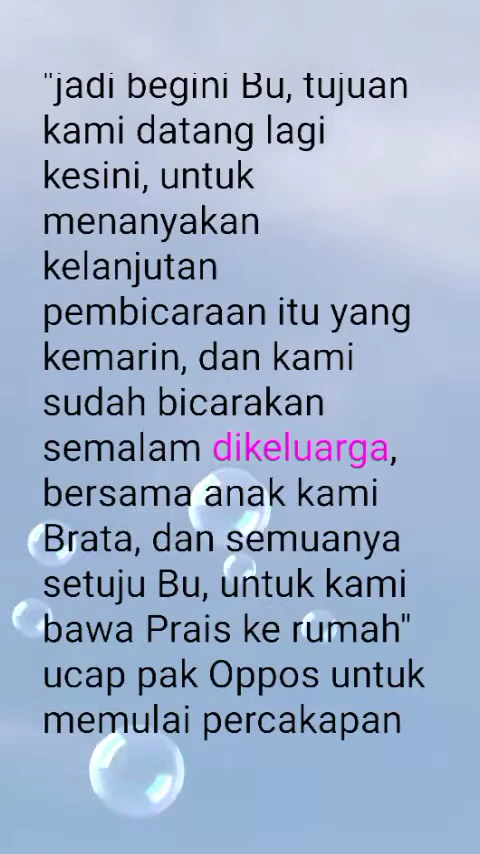 "jadi begini Bu, tujuan
kami datang lagi
kesini, untuk
menanyakan
kelanjutan
pembicaraan itu yang
kemarin, dan kami
sudah bicarakan
semalam dikeluarga,
bersama anak kami
Brata, dan semuanya
setuju Bu, untuk kami
bawa Prais ke rumah"
ucap pak Oppos untuk
memulai percakapan